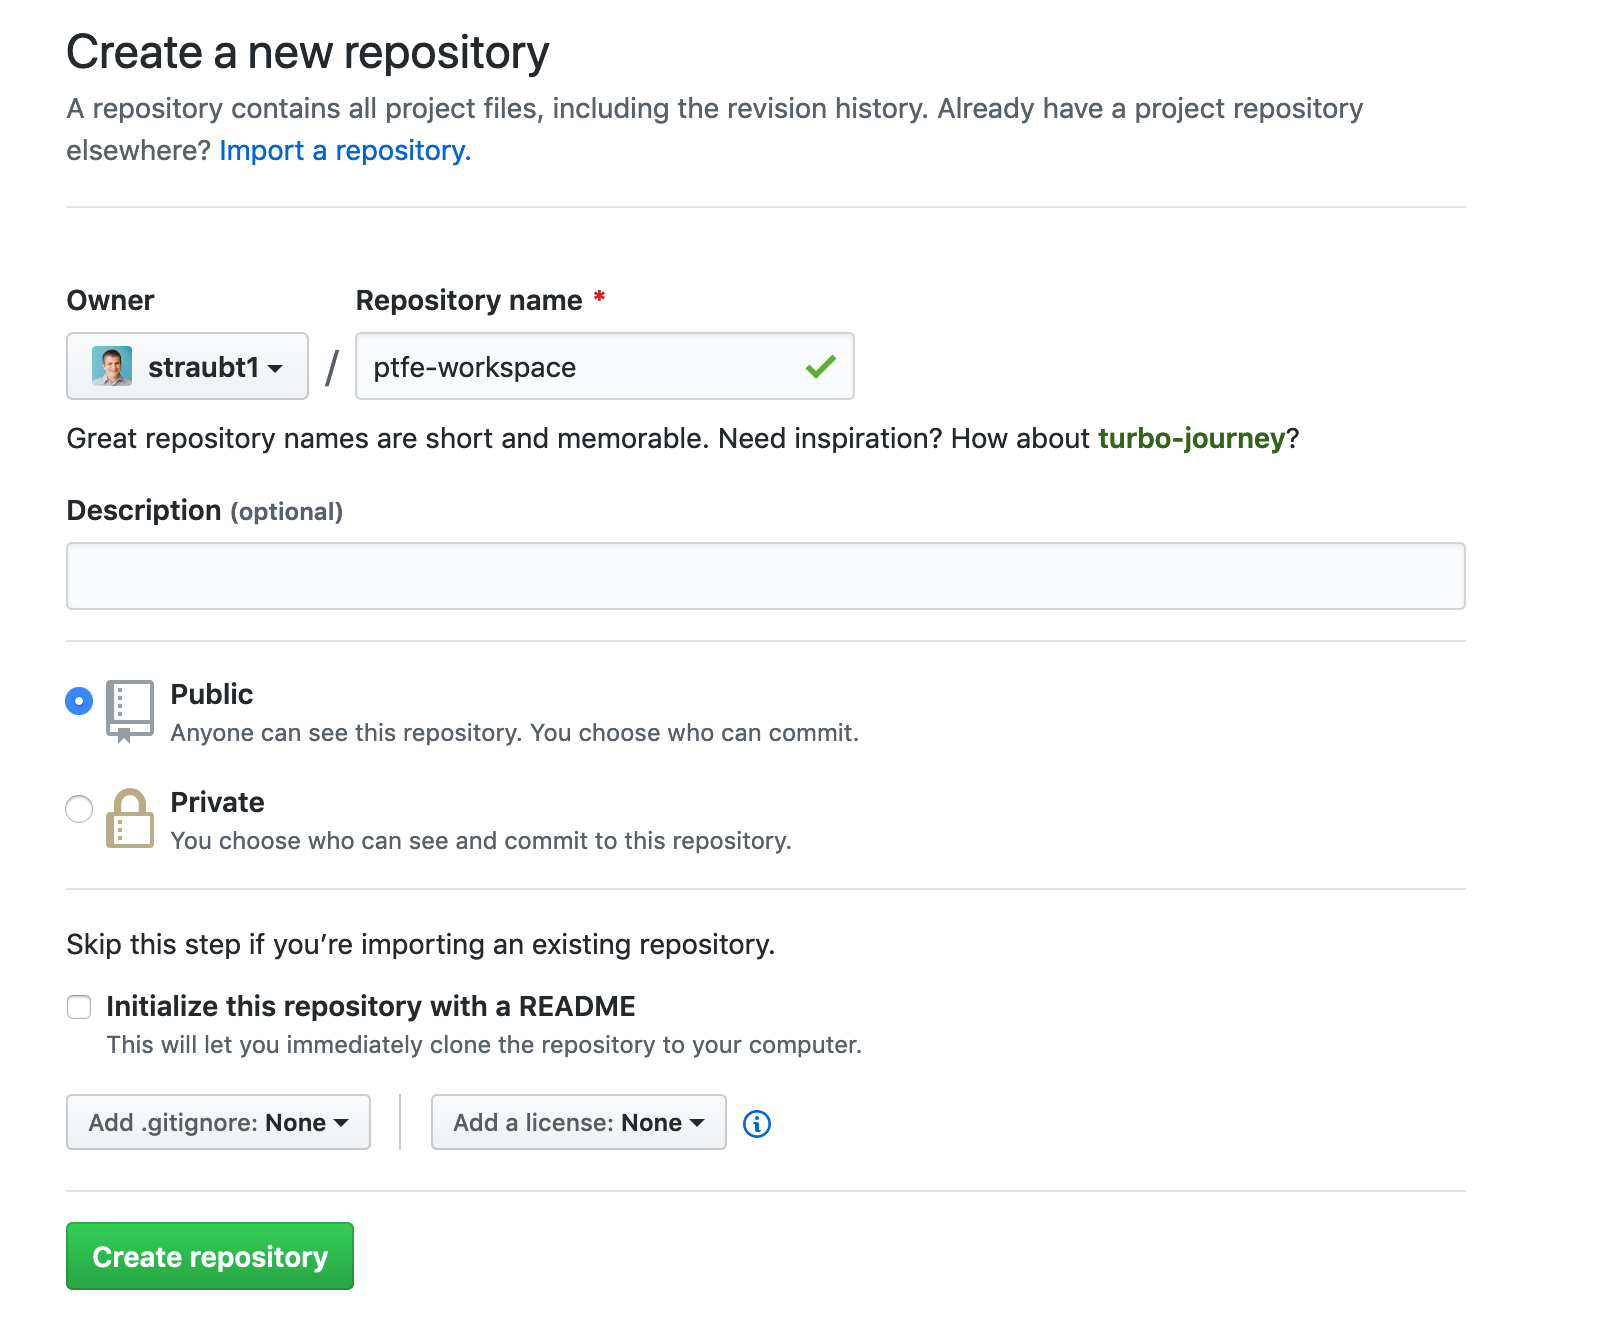 Create a new repository
A repository contains all project files, including the revision history. Already have a project repository
elsewhere? Import a repository.
Owner
Repository name *
straubt1
/
ptfe-workspace
Great repository names are short and memorable. Need inspiration? How about turbo-journey?
Description (optional)
Public
Anyone can see this repository. You choose who can commit.
Private
You choose who can see and commit to this repository.
Skip this step if you’re importing an existing repository.
Initialize this repository with a README
This will let you immediately clone the repository to your computer.
Add .gitignore: None
Add a license: None
Create repository